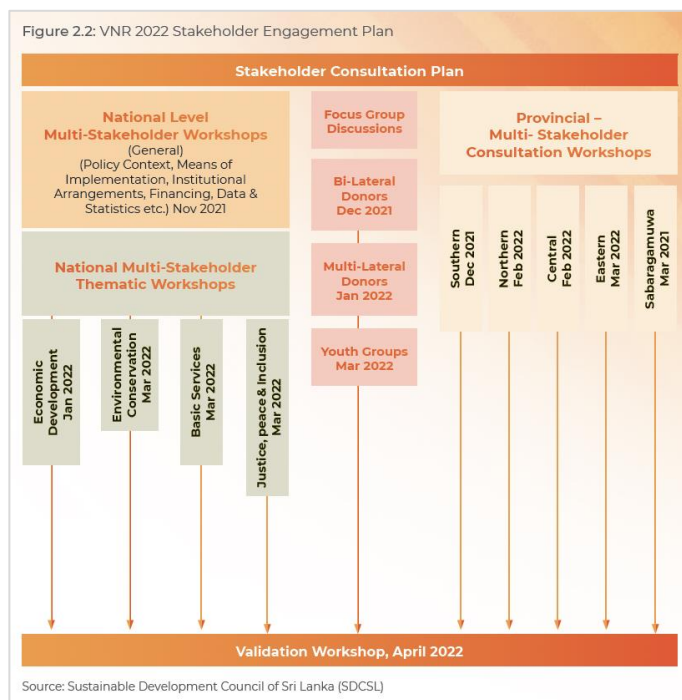 Figure 2.2: VNR 2022 Stakeholder Engagement Plan
Stakeholder Consultation Plan
National Level
Multi-Stakeholder Workshops
(General)
(Policy Context, Means of
Implementation, Institutional
Arrangements, Financing, Data &
Statistics etc.) Nov 2021
National Multi-Stakeholder
Thematic Workshops
Economic
Development
Jan 2022
Environmental
Conservation
Mar 2022
Basic Services
Mar 2022
Justice, peace & Inclusion
Mar 2022
Focus Group
Discussions
Bi-Lateral
Donors
Dec 2021
Multi-Lateral
Donors
Jan 2022
Youth Groups
Mar 2022
Provincial –
Multi- Stakeholder
Consultation Workshops
Southern
Dec 2021
Northern
Feb 2022
Central
Feb 2022
Eastern
Mar 2022
Sabaragamuwa
Mar 2021
Validation Workshop, April 2022
Source: Sustainable Development Council of Sri Lanka (SDCSL)